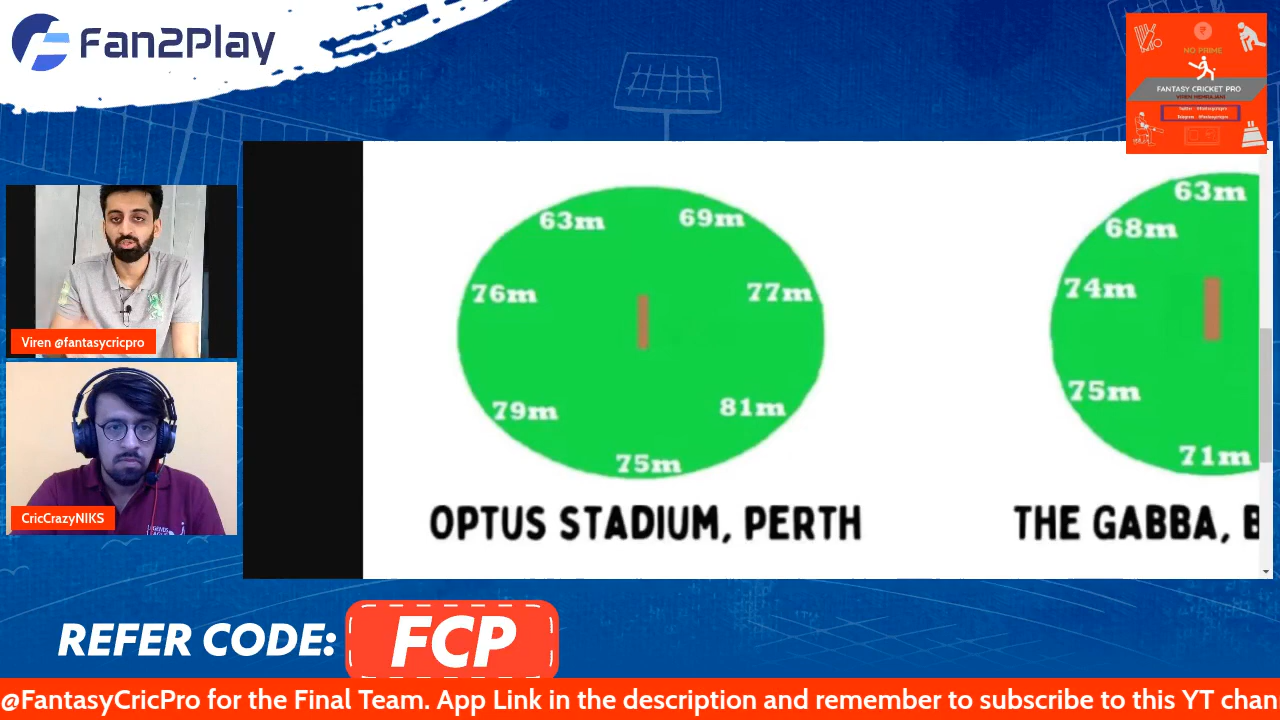 Fan2Play
NO PRIME
FANTASY CRICKET PRO
VIREN HEMRAJANI
63m
69m
76m
77m
79m
81m
75m
OPTUS STADIUM, PERTH
63m
68m
74m
75m
71m
THE GABBA, B
Viren @fantasycricpro
CricCrazyNIKS
REFER CODE:
FCP
@FantasyCricPro for the Final Team. App Link in the description and remember to subscribe to this YT chan